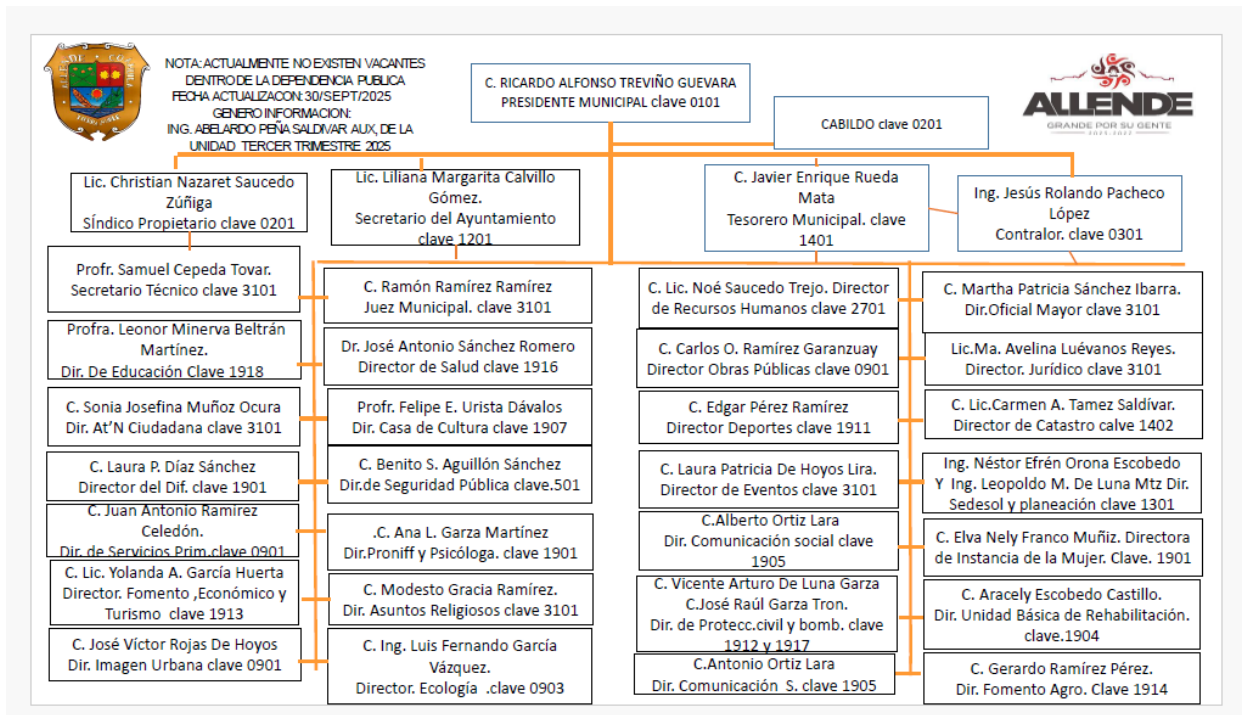 NOTA: ACTUALMENTE NO EXISTEN VACANTES
DENTRO DE LA DEPENDENCIA PUBLICA
FECHA ACTUALIZACON: 30/SEPT/2025
GENERO INFORMACION:
ING. ABELARDO PEÑA SALDIVAR AUX, DE LA
UNIDAD TERCER TRIMESTRE 2025
C. RICARDO ALFONSO TREVIÑO GUEVARA
PRESIDENTE MUNICIPAL clave 0101
CABILDO clave 0201
ALLENDE
GRANDE POR SU GENTE
Lic. Christian Nazaret Saucedo
Zúñiga
Síndico Propietario clave 0201
Lic. Liliana Margarita Calvillo
Gómez.
Secretario del Ayuntamiento
clave 1201
C. Javier Enrique Rueda
Mata
Tesorero Municipal. clave
1401
Ing. Jesús Rolando Pacheco
López
Contralor. clave 0301
Profr. Samuel Cepeda Tovar.
Secretario Técnico clave 3101
Profra. Leonor Minerva Beltrán
Martínez.
Dir. De Educación Clave 1918
C. Sonia Josefina Muñoz Ocura
Dir. At’N Ciudadana clave 3101
C. Laura P. Díaz Sánchez
Director del Dif. clave 1901
C. Juan Antonio Ramírez
Celedón.
Dir. de Servicios Prim.clave 0901
C. Lic. Yolanda A. García Huerta
Director. Fomento ,Económico y
Turismo clave 1913
C. José Víctor Rojas De Hoyos
Dir. Imagen Urbana clave 0901
C. Ramón Ramírez Ramírez
Juez Municipal. clave 3101
Dr. José Antonio Sánchez Romero
Director de Salud clave 1916
Profr. Felipe E. Urista Dávalos
Dir. Casa de Cultura clave 1907
C. Benito S. Aguillón Sánchez
Dir.de Seguridad Pública clave.501
.C. Ana L. Garza Martínez
Dir.Proniff y Psicóloga. clave 1901
C. Modesto Gracia Ramírez.
Dir. Asuntos Religiosos clave 3101
C. Ing. Luis Fernando García
Vázquez.
Director. Ecología .clave 0903
C. Lic. Noé Saucedo Trejo. Director
de Recursos Humanos clave 2701
C. Carlos O. Ramírez Garanzuay
Director Obras Públicas clave 0901
C. Edgar Pérez Ramírez
Director Deportes clave 1911
C. Laura Patricia De Hoyos Lira.
Director de Eventos clave 3101
C.Alberto Ortiz Lara
Dir. Comunicación social clave
1905
C. Vicente Arturo De Luna Garza
C.José Raúl Garza Tron.
Dir. de Protecc.civil y bomb. clave
1912 y 1917
C.Antonio Ortiz Lara
Dir. Comunicación S. clave 1905
C. Martha Patricia Sánchez Ibarra.
Dir.Oficial Mayor clave 3101
Lic.Ma. Avelina Luévanos Reyes.
Director. Jurídico clave 3101
C. Lic.Carmen A. Tamez Saldívar.
Director de Catastro calve 1402
Ing. Néstor Efrén Orona Escobedo
Y Ing. Leopoldo M. De Luna Mtz Dir.
Sedesol y planeación clave 1301
C. Elva Nely Franco Muñiz. Directora
de Instancia de la Mujer. Clave. 1901
C. Aracely Escobedo Castillo.
Dir. Unidad Básica de Rehabilitación.
clave.1904
C. Gerardo Ramírez Pérez.
Dir. Fomento Agro. Clave 1914